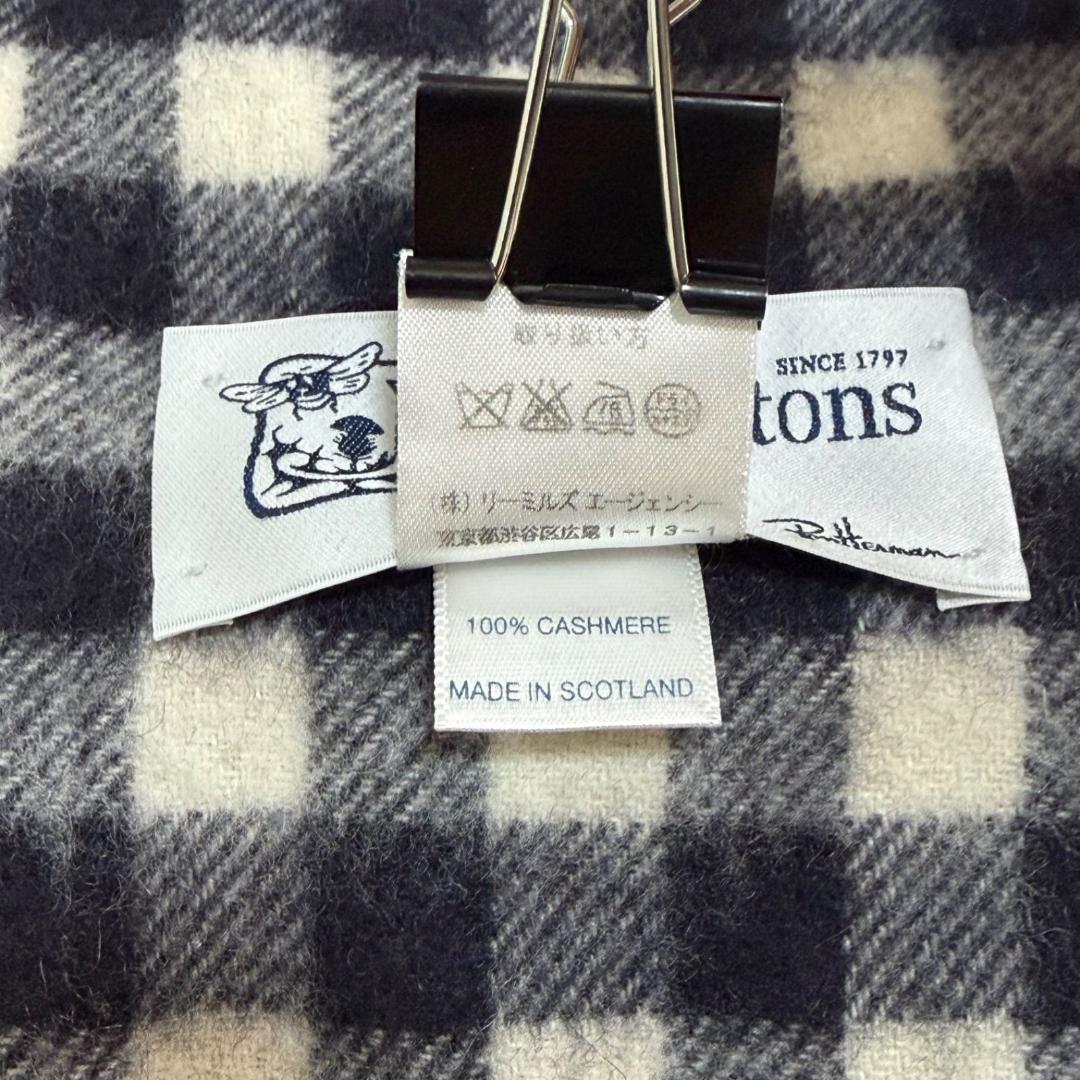 取り扱い方
SINCE 1797
tons
(株) リーミルズ エージェンシー
東京都渋谷区広尾1-13-1
100% CASHMERE
MADE IN SCOTLAND